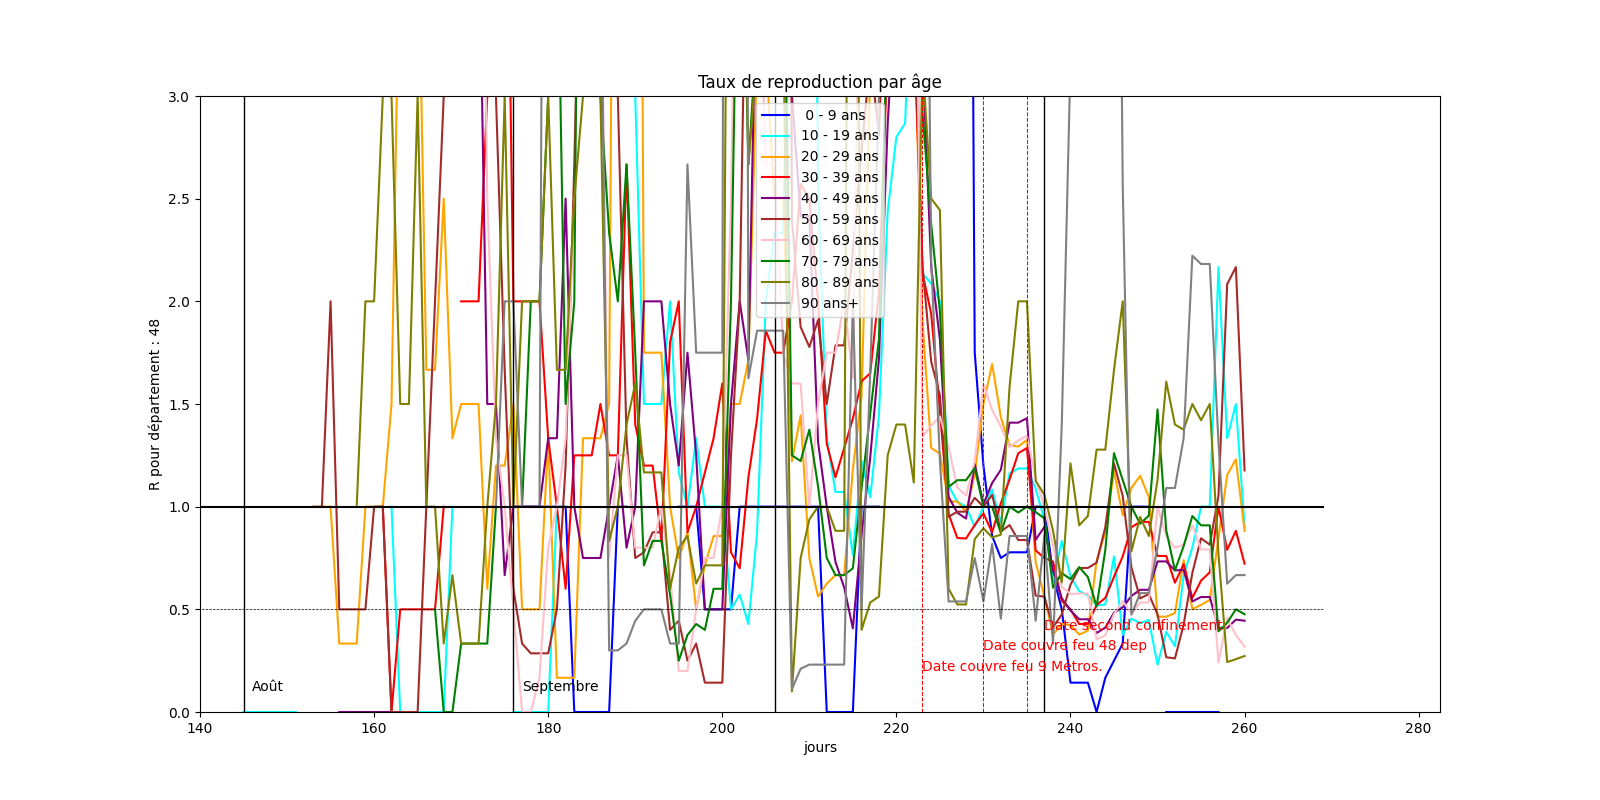 Taux de reproduction par âge
R pour département : 48
3.0
2.5
2.0
1.5
1.0
0.5
0.0
0 - 9 ans
10 - 19 ans
20 - 29 ans
30 - 39 ans
40 - 49 ans
50 - 59 ans
60 - 69 ans
70 - 79 ans
80 - 89 ans
90 ans+
Date second confinement
Date couvre feu 48 dep
Date couvre feu 9 Metros.
Août
Septembre
140
160
180
200
220
240
260
280
jours